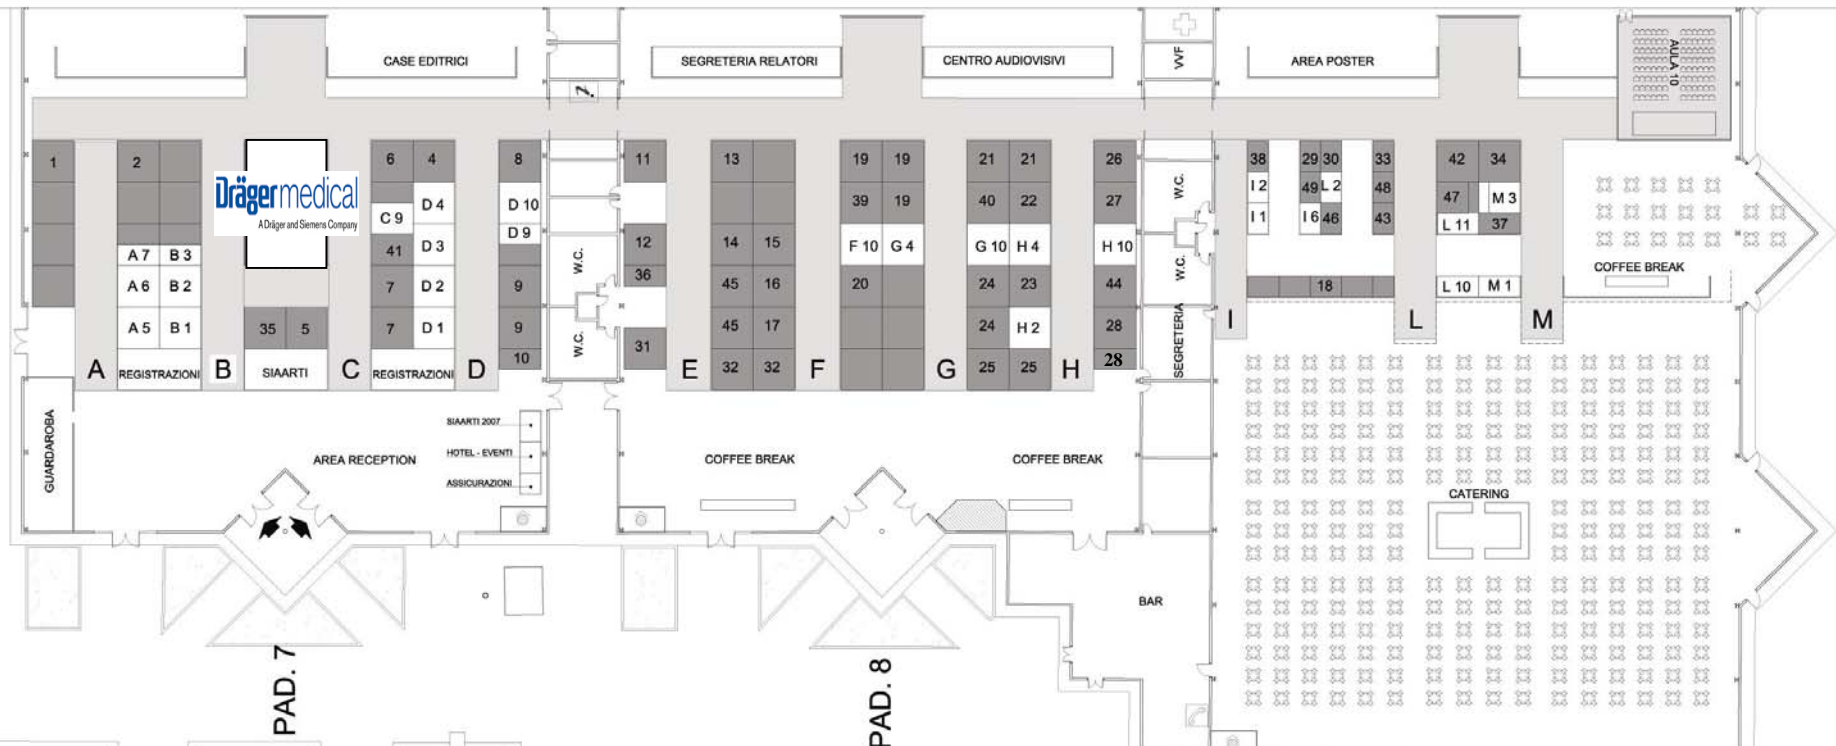 CASE EDITRICI
SEGRETERIA RELATORI
CENTRO AUDIOVISIVI
VVF
AREA POSTER
AULA 10
7.
1
2
6 4
8
11
13
19 19
21 21
26
38
29 30
33
42 34
Drägermedical
A Dräger and Siemens Company
D 4
D 10
39 19
40 22
27
W.C.
I 2
49 L 2
48
47 M 3
C 9
D 9
I 1
I 6 46
43
L 11 37
A 7 B 3
41 D 3
12
14 15
F 10 G 4
G 10 H 4
H 10
W.C.
W.C.
COFFEE BREAK
A 6 B 2
7 D 2
9
36
45 16
20
24 23
44
18
L 10 M 1
A 5 B 1
35 5
7 D 1
9
W.C.
31
45 17
24 H 2
28
SEGRETERIA
I
L
M
10
32 32
25 25
28
A
REGISTRAZIONI
B
SIAARTI
C
REGISTRAZIONI
D
E
F
G
H
GUARDAROBA
SIAARTI 2007
HOTEL - EVENTI
ASSICURAZIONI
AREA RECEPTION
COFFEE BREAK
COFFEE BREAK
CATERING
BAR
PAD. 7
PAD. 8